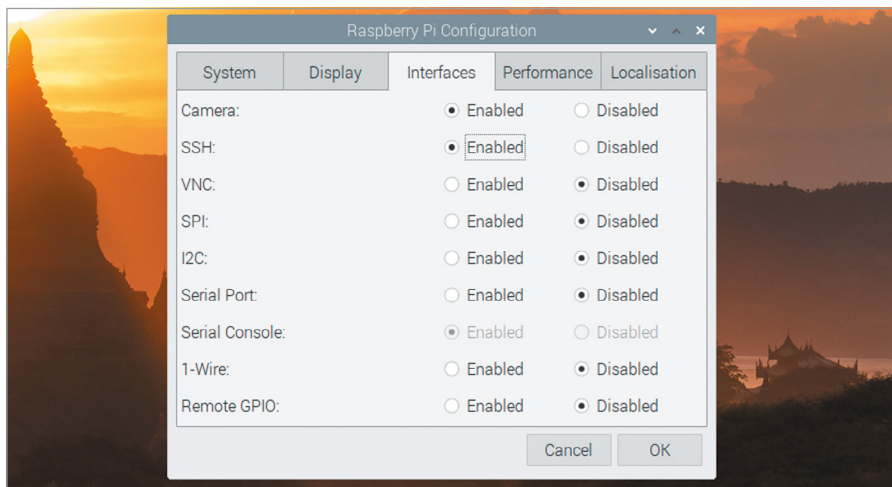 Raspberry Pi Configuration
System Display Interfaces Performance Localisation
Camera: Enabled Disabled
SSH: Enabled Disabled
VNC: Enabled Disabled
SPI: Enabled Disabled
I2C: Enabled Disabled
Serial Port: Enabled Disabled
Serial Console: Enabled Disabled
1-Wire: Enabled Disabled
Remote GPIO: Enabled Disabled
Cancel OK